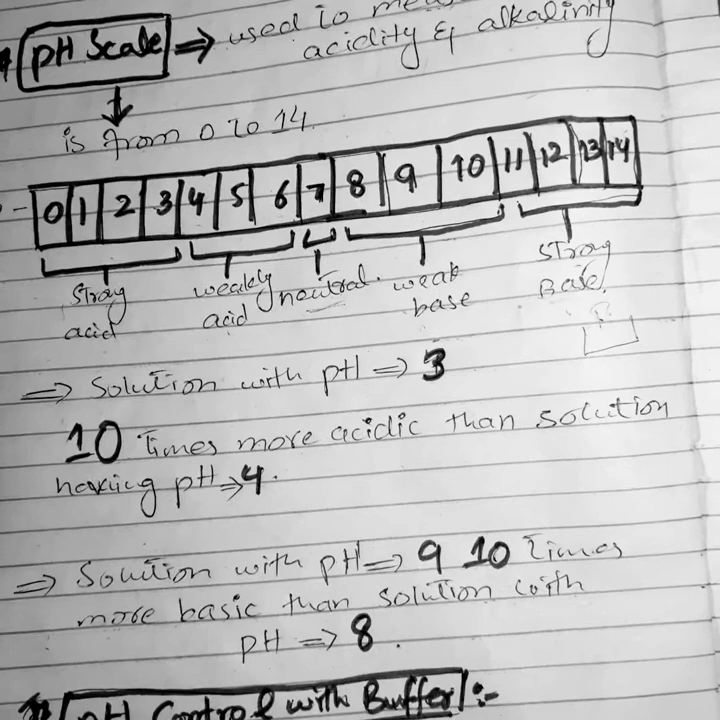 pH Scale ⇒ used to
acidity & alkalinity
is from 0 to 14
0 1 2 3 4 5 6 7 8 9 10 11 12 13 14
Strong acid weakly acid neutral. weak base Strong Base.
⇒ Solution with pH ⇒ 3
10 Times more acidic than solution
having pH ⇒ 4.
⇒ Solution with pH ⇒ 9 10 Times
more basic than solution with
pH ⇒ 8.
pH Control with Buffer :-